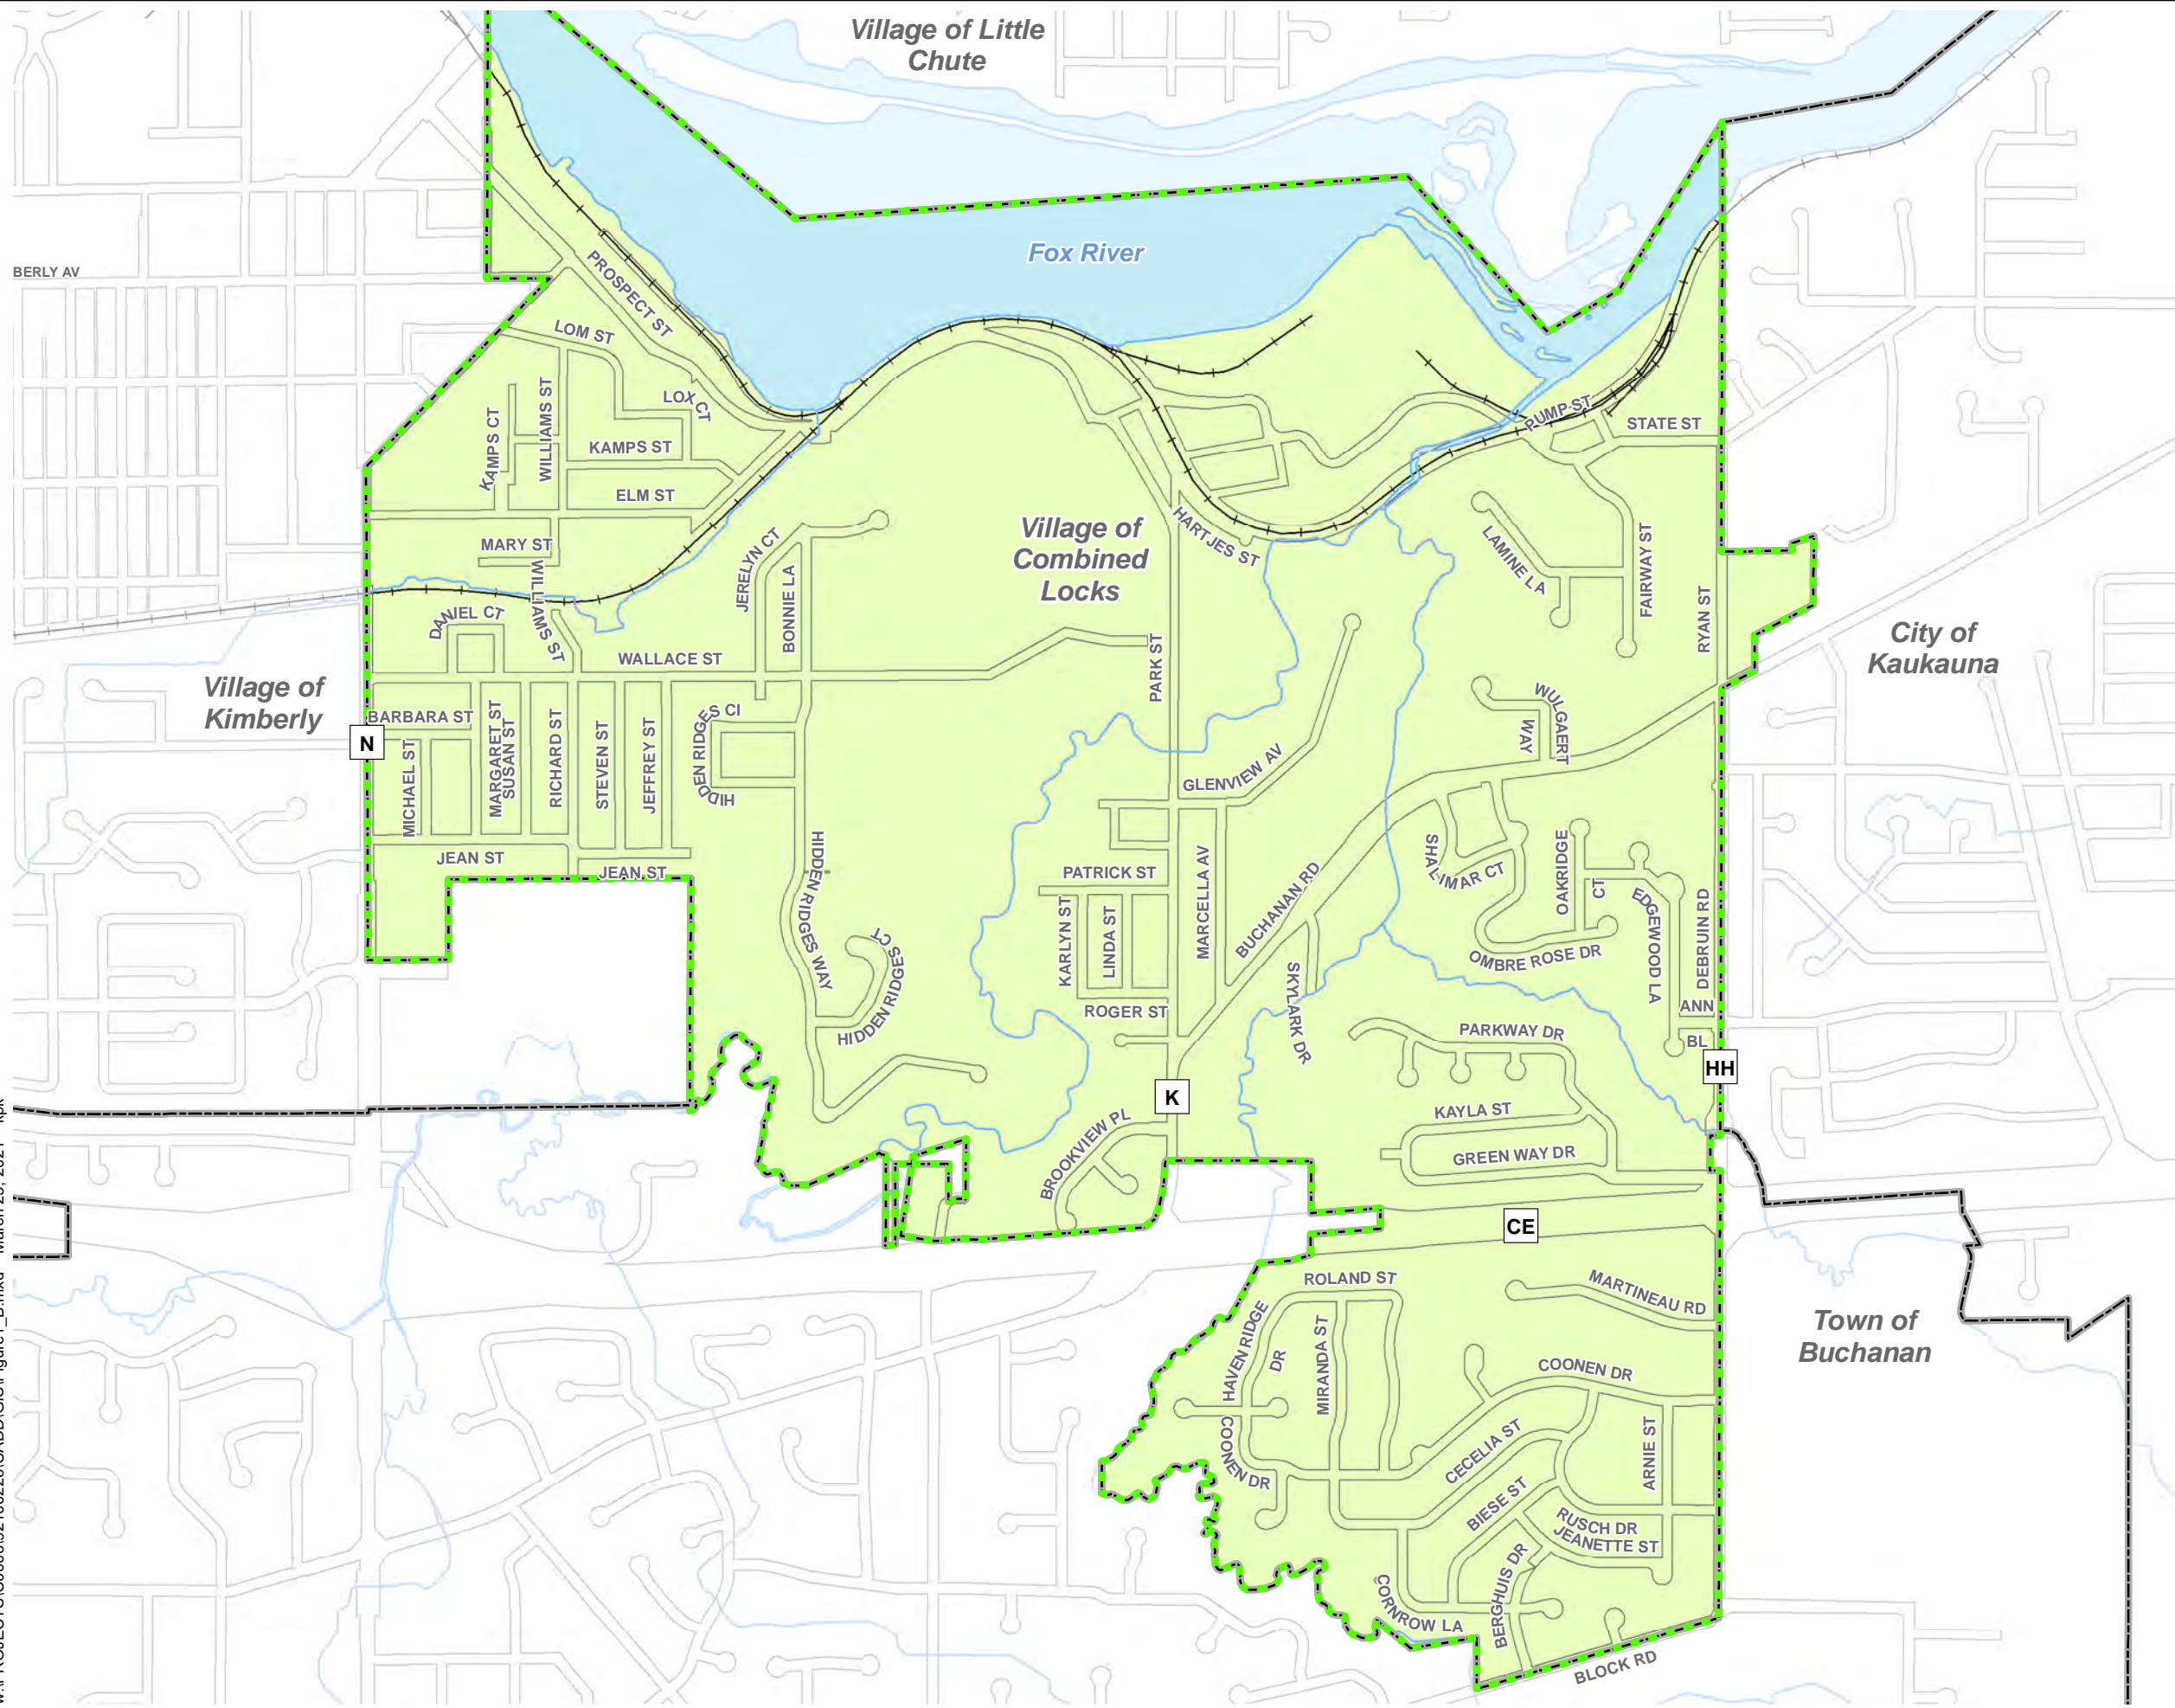 Village of Little
Chute
Fox River
BERLY AV
PROSPECT ST
LOM ST
LOX CT
KAMPS CT
WILLIAMS ST
KAMPS ST
ELM ST
MARY ST
WILLIAMS ST
DANIEL CT
JERELYN CT
BONNIE LA
WALLACE ST
Village of
Combined
Locks
HARTJES ST
PUMP ST
STATE ST
LAMINE LA
FAIRWAY ST
RYAN ST
PARK ST
City of
Kaukauna
Village of
Kimberly
N
BARBARA ST
MICHAEL ST
MARGARET ST
SUSAN ST
RICHARD ST
STEVEN ST
JEFFREY ST
HIDDEN RIDGES CI
JEAN ST
JEAN ST
HIDDEN RIDGES WAY
HIDDEN RIDGES CT
GLENVIEW AV
WULGAERT
WAY
PATRICK ST
KARLYN ST
LINDA ST
MARCELLA AV
BUCHANAN RD
ROGER ST
SHALIMAR CT
OAKRIDGE
CT
EDGEWOOD LA
DEBRUIN RD
OMBRE ROSE DR
SKYLARK DR
ANN
BL
PARKWAY DR
HH
K
KAYLA ST
GREEN WAY DR
BROOKVIEW PL
CE
ROLAND ST
MARTINEAU RD
HAVEN RIDGE
DR
MIRANDA ST
Town of
Buchanan
COONEN DR
COONEN DR
CECELIA ST
ARNIE ST
BIESE ST
RUSCH DR
JEANETTE ST
BERGHUIS DR
CORNROW LA
BLOCK RD